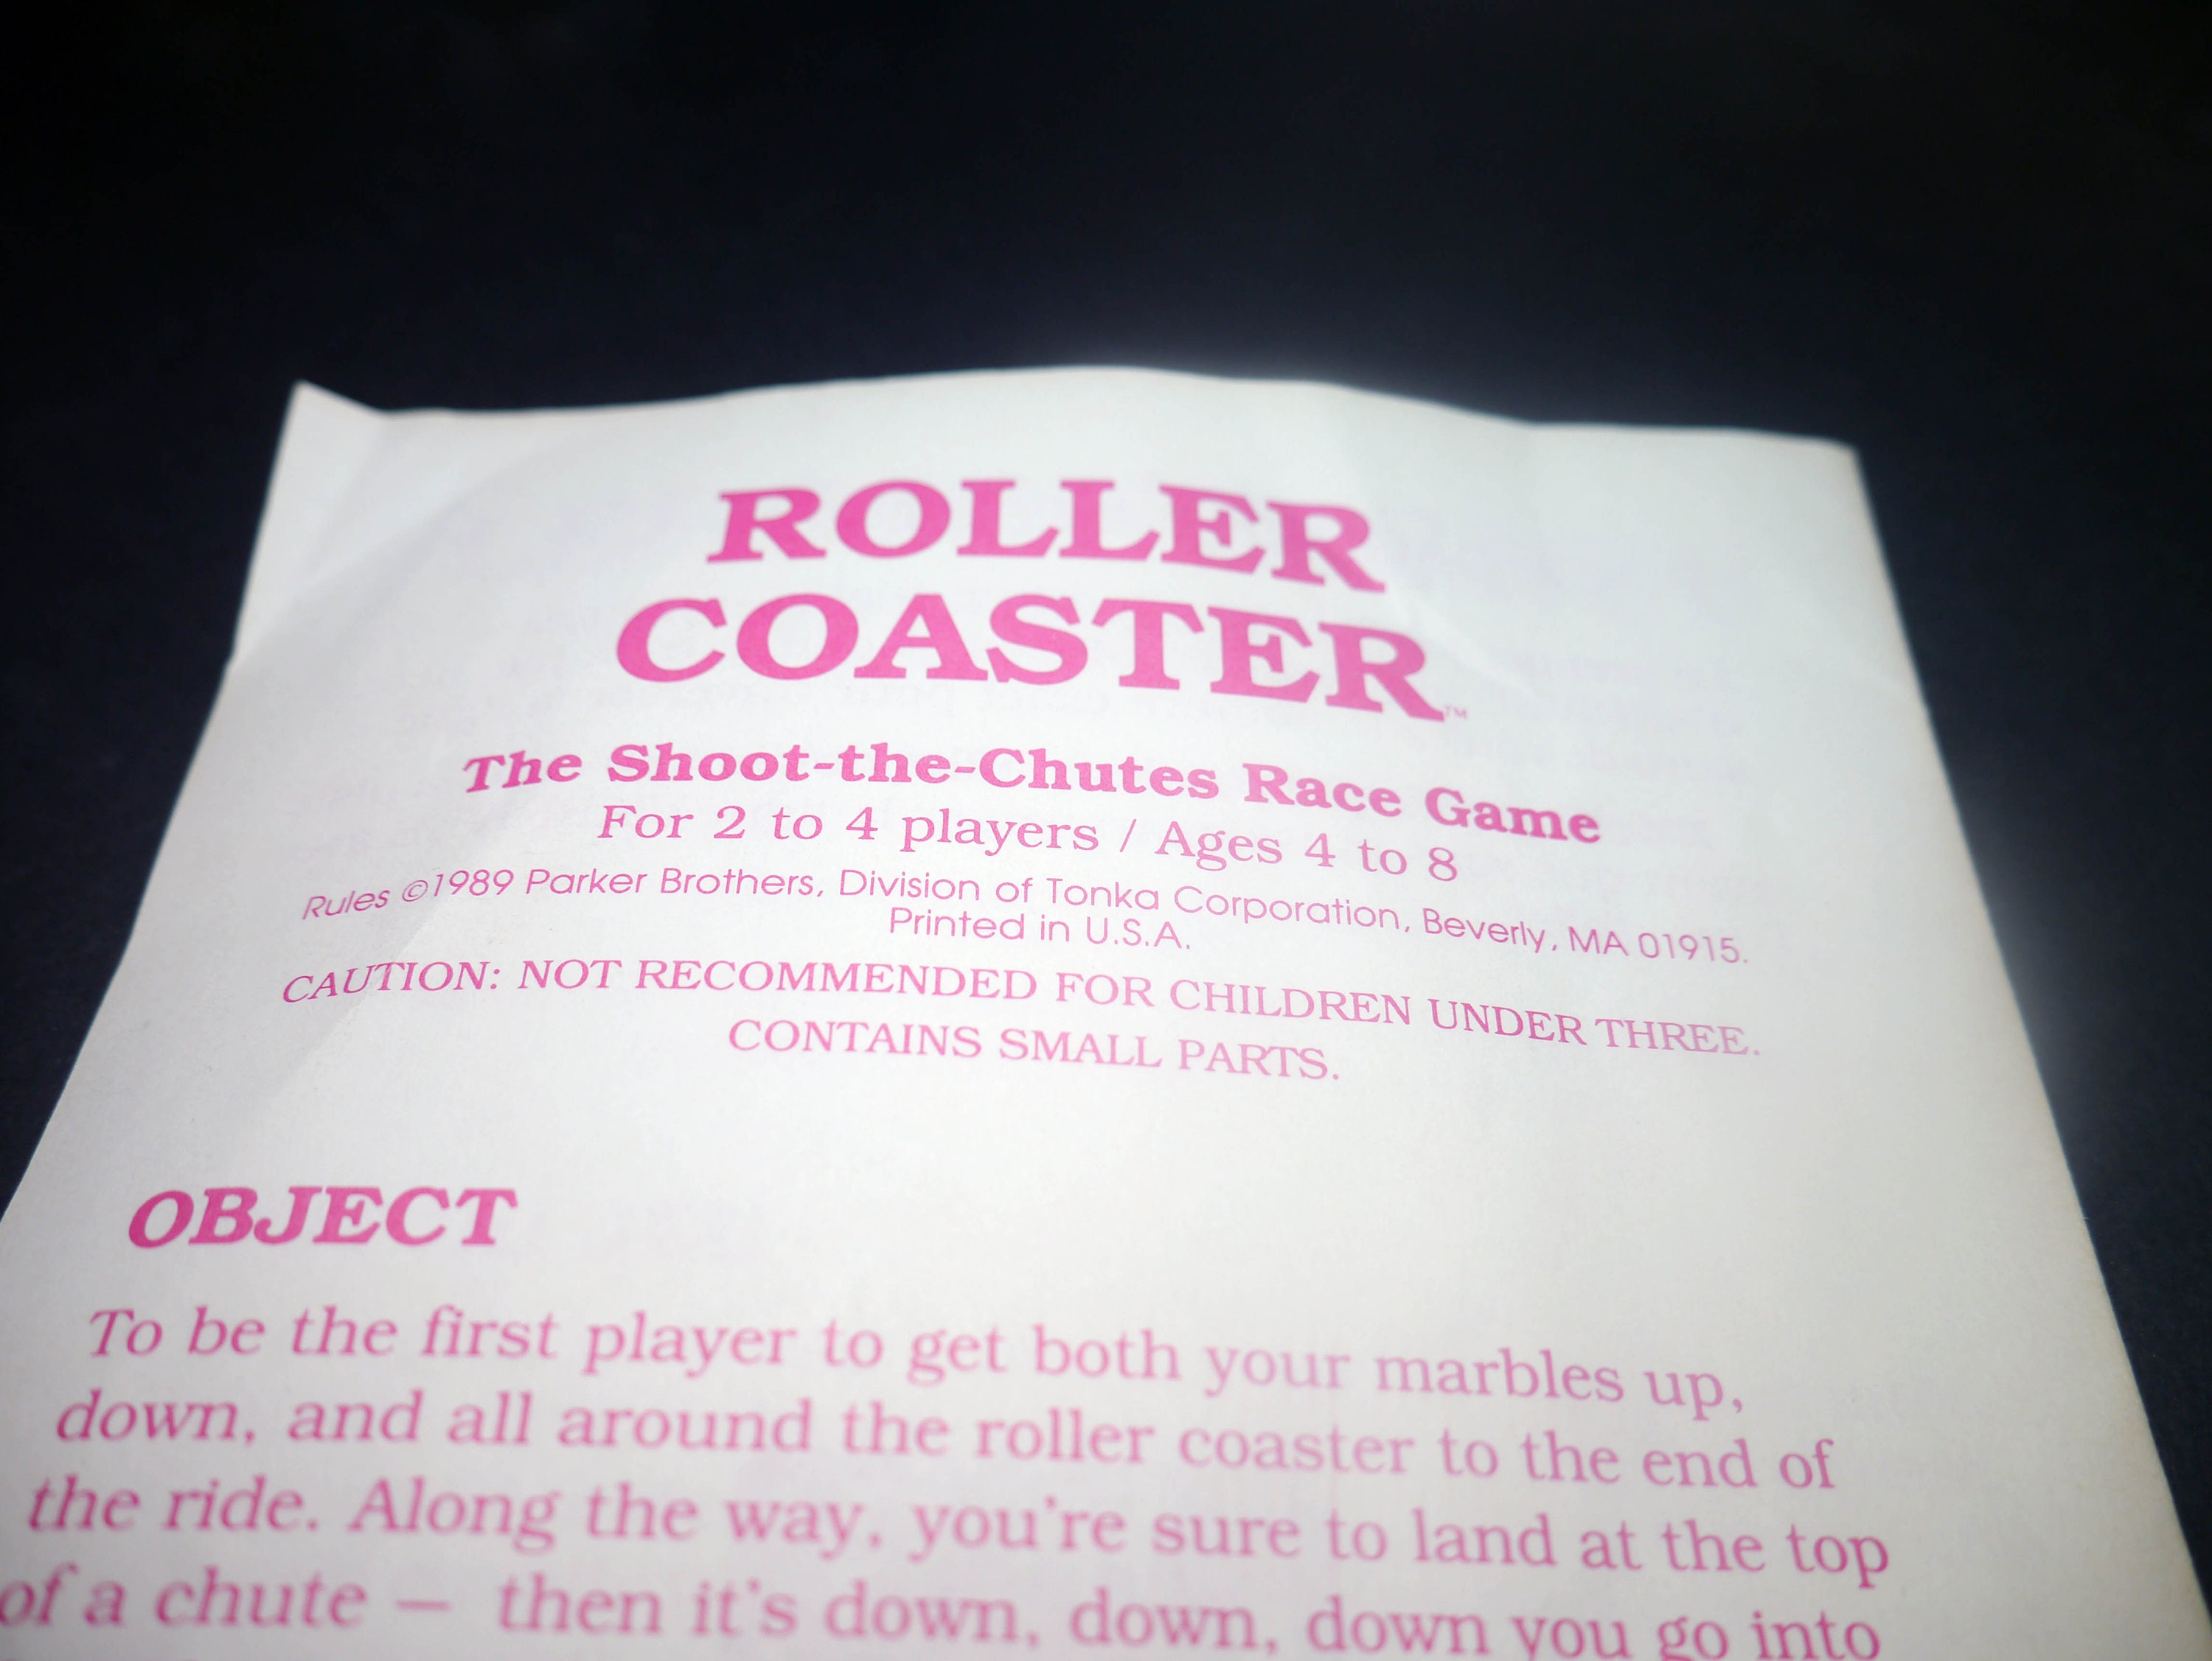 ROLLER
COASTER™
The Shoot-the-Chutes Race Game
For 2 to 4 players / Ages 4 to 8
Rules ©1989 Parker Brothers, Division of Tonka Corporation, Beverly, MA 01915.
Printed in U.S.A.
CAUTION: NOT RECOMMENDED FOR CHILDREN UNDER THREE.
CONTAINS SMALL PARTS.
OBJECT
To be the first player to get both your marbles up,
down, and all around the roller coaster to the end of
the ride. Along the way, you're sure to land at the top
of a chute — then it's down, down, down you go into